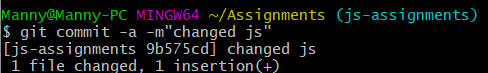 Manny@Manny-PC MINGW64 ~/Assignments (js-assignments)
$ git commit -a -m"changed js"
[js-assignments 9b575cd] changed js
 1 file changed, 1 insertion(+)